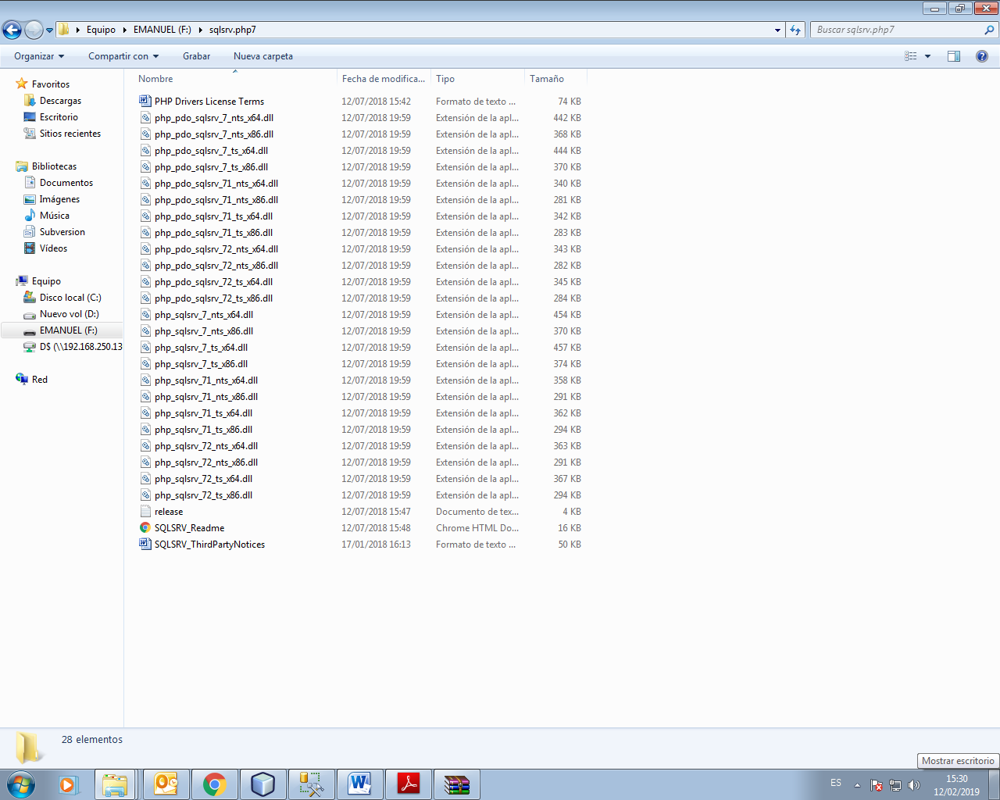 Equipo EMANUEL (F:) sqlsrv.php7
Buscar sqlsrv.php7
Organizar Compartir con Grabar Nueva carpeta
Favoritos
Descargas
Escritorio
Sitios recientes
Bibliotecas
Documentos
Imágenes
Música
Subversion
Vídeos
Equipo
Disco local (C:)
Nuevo vol (D:)
EMANUEL (F:)
D$ (\\192.168.250.13
Red
Nombre Fecha de modifica... Tipo Tamaño
PHP Drivers License Terms 12/07/2018 15:42 Formato de texto ... 74 KB
php_pdo_sqlsrv_7_nts_x64.dll 12/07/2018 19:59 Extensión de la apl... 442 KB
php_pdo_sqlsrv_7_nts_x86.dll 12/07/2018 19:59 Extensión de la apl... 368 KB
php_pdo_sqlsrv_7_ts_x64.dll 12/07/2018 19:59 Extensión de la apl... 444 KB
php_pdo_sqlsrv_7_ts_x86.dll 12/07/2018 19:59 Extensión de la apl... 370 KB
php_pdo_sqlsrv_71_nts_x64.dll 12/07/2018 19:59 Extensión de la apl... 340 KB
php_pdo_sqlsrv_71_nts_x86.dll 12/07/2018 19:59 Extensión de la apl... 281 KB
php_pdo_sqlsrv_71_ts_x64.dll 12/07/2018 19:59 Extensión de la apl... 342 KB
php_pdo_sqlsrv_71_ts_x86.dll 12/07/2018 19:59 Extensión de la apl... 283 KB
php_pdo_sqlsrv_72_nts_x64.dll 12/07/2018 19:59 Extensión de la apl... 343 KB
php_pdo_sqlsrv_72_nts_x86.dll 12/07/2018 19:59 Extensión de la apl... 282 KB
php_pdo_sqlsrv_72_ts_x64.dll 12/07/2018 19:59 Extensión de la apl... 345 KB
php_pdo_sqlsrv_72_ts_x86.dll 12/07/2018 19:59 Extensión de la apl... 284 KB
php_sqlsrv_7_nts_x64.dll 12/07/2018 19:59 Extensión de la apl... 454 KB
php_sqlsrv_7_nts_x86.dll 12/07/2018 19:59 Extensión de la apl... 370 KB
php_sqlsrv_7_ts_x64.dll 12/07/2018 19:59 Extensión de la apl... 457 KB
php_sqlsrv_7_ts_x86.dll 12/07/2018 19:59 Extensión de la apl... 374 KB
php_sqlsrv_71_nts_x64.dll 12/07/2018 19:59 Extensión de la apl... 358 KB
php_sqlsrv_71_nts_x86.dll 12/07/2018 19:59 Extensión de la apl... 291 KB
php_sqlsrv_71_ts_x64.dll 12/07/2018 19:59 Extensión de la apl... 362 KB
php_sqlsrv_71_ts_x86.dll 12/07/2018 19:59 Extensión de la apl... 294 KB
php_sqlsrv_72_nts_x64.dll 12/07/2018 19:59 Extensión de la apl... 363 KB
php_sqlsrv_72_nts_x86.dll 12/07/2018 19:59 Extensión de la apl... 291 KB
php_sqlsrv_72_ts_x64.dll 12/07/2018 19:59 Extensión de la apl... 367 KB
php_sqlsrv_72_ts_x86.dll 12/07/2018 19:59 Extensión de la apl... 294 KB
release 12/07/2018 15:47 Documento de tex... 4 KB
SQLSRV_Readme 12/07/2018 15:48 Chrome HTML Do... 16 KB
SQLSRV_ThirdPartyNotices 17/01/2018 16:13 Formato de texto ... 50 KB
28 elementos
Mostrar escritorio
ES
15:30
12/02/2019